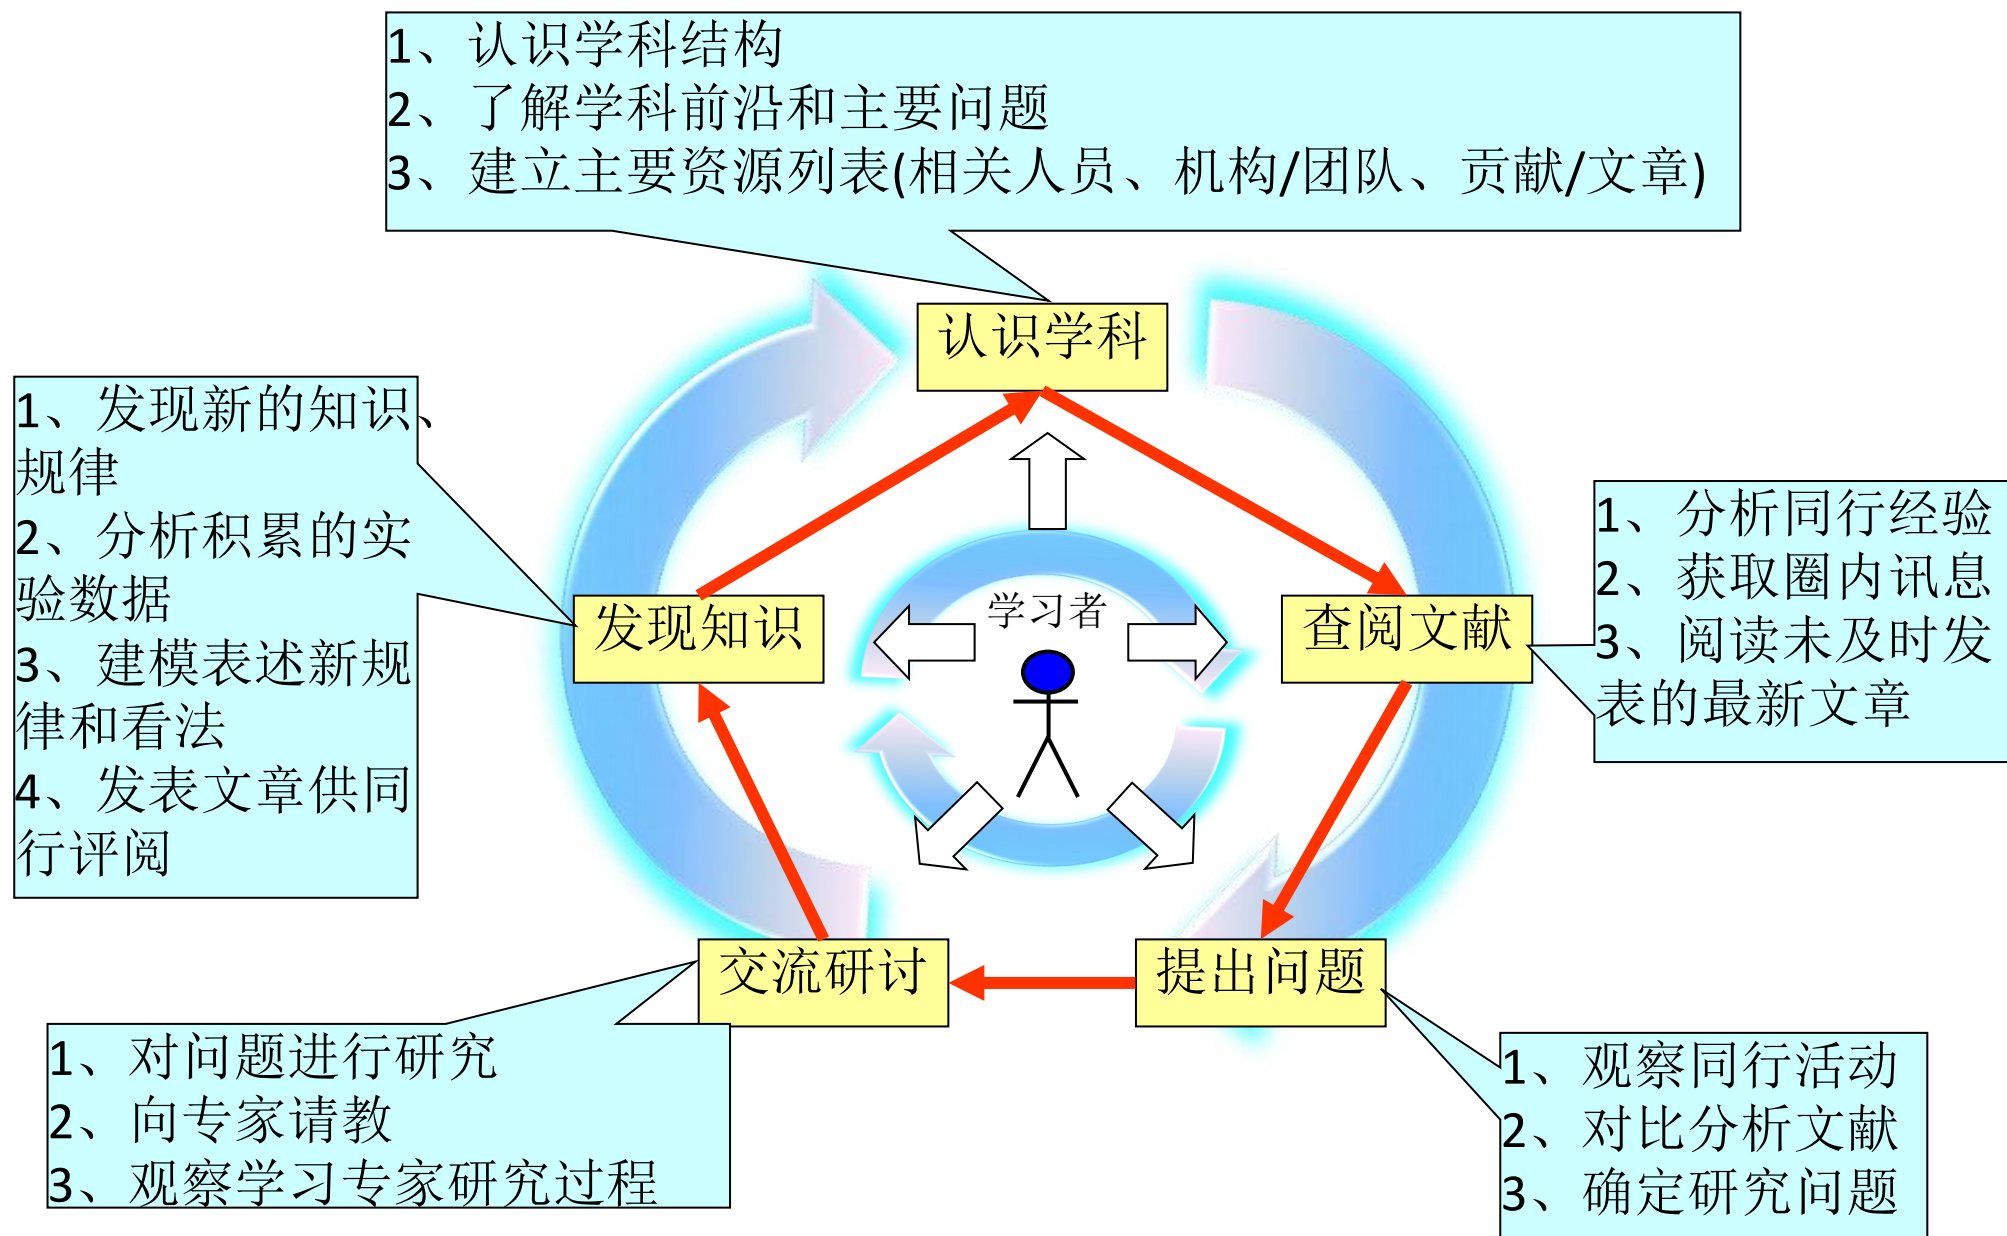 1、认识学科结构
2、了解学科前沿和主要问题
3、建立主要资源列表(相关人员、机构/团队、贡献/文章)
认识学科
1、发现新的知识、
规律
2、分析积累的实
验数据
3、建模表述新规
律和看法
4、发表文章供同
行评阅
发现知识
学习者
查阅文献
1、分析同行经验
2、获取圈内讯息
3、阅读未及时发
表的最新文章
交流研讨
提出问题
1、对问题进行研究
2、向专家请教
3、观察学习专家研究过程
1、观察同行活动
2、对比分析文献
3、确定研究问题